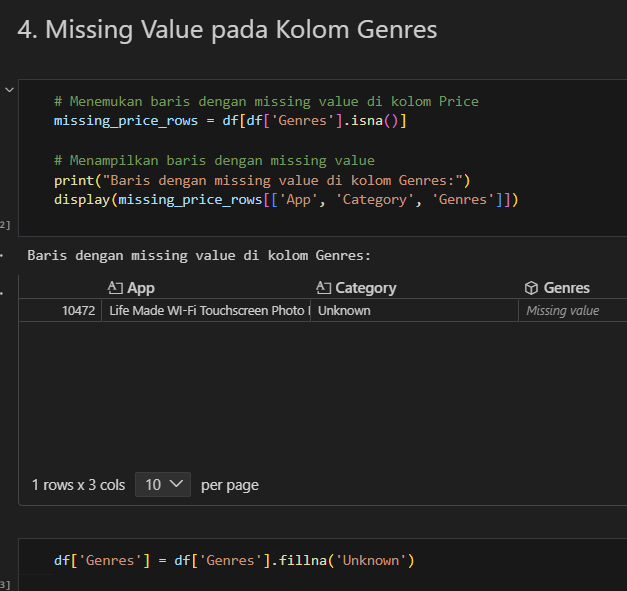 4. Missing Value pada Kolom Genres
# Menemukan baris dengan missing value di kolom Price
missing_price_rows = df[df['Genres'].isna()]
# Menampilkan baris dengan missing value
print("Baris dengan missing value di kolom Genres:")
display(missing_price_rows[['App', 'Category', 'Genres']])
2]
Baris dengan missing value di kolom Genres:
App Category Genres
10472 Life Made WI-Fi Touchscreen Photo Unknown Missing value
1 rows x 3 cols 10 per page
df['Genres'] = df['Genres'].fillna('Unknown')
3]